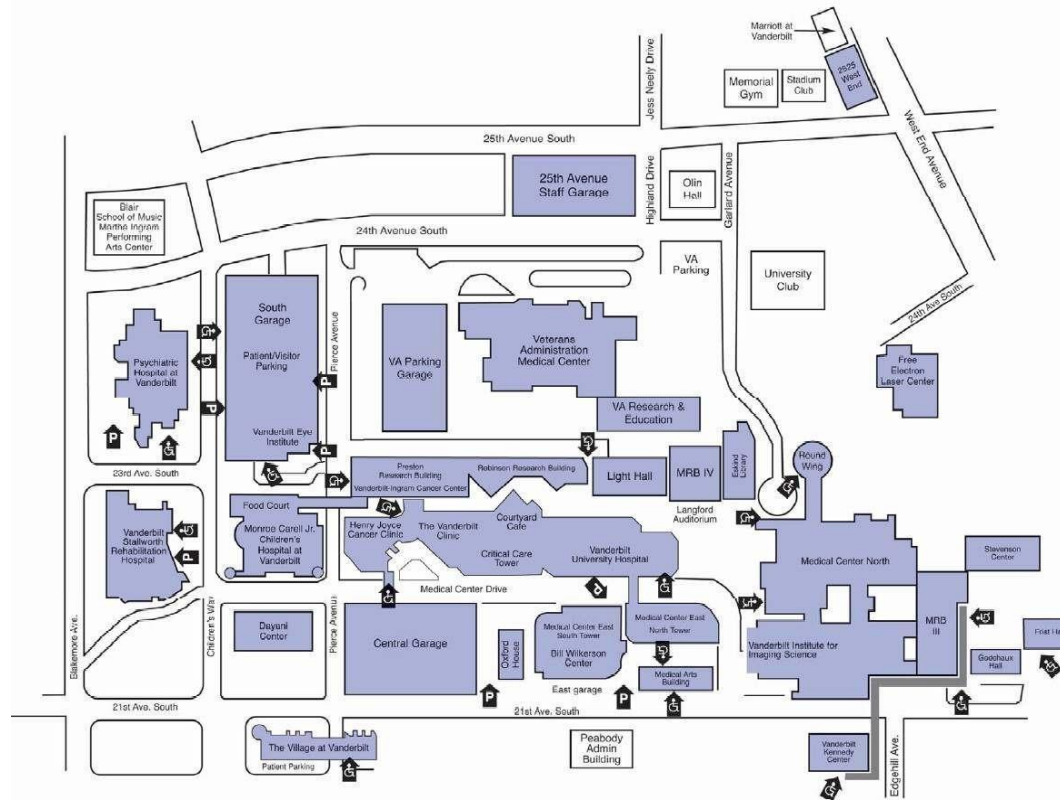 Marriott at
Vanderbilt
2525
West
End
Memorial
Gym
Stadium
Club
Jess Neely Drive
West End Avenue
25th Avenue South
25th Avenue
Staff Garage
Highland Drive
Olin
Hall
Garland Avenue
Blair
School of Music
Martha Ingram
Performing
Arts Center
24th Avenue South
VA
Parking
University
Club
24th Ave South
South
Garage
Patient/Visitor
Parking
Vanderbilt Eye
Institute
Pierce Avenue
VA Parking
Garage
Veterans
Administration
Medical Center
VA Research &
Education
Psychiatric
Hospital at
Vanderbilt
P
P
P
P
Free
Electron
Laser Center
23rd Ave. South
Preston
Research Building
Robinson Research Building
Vanderbilt-Ingram Cancer Center
Light Hall
MRB IV
Eskind
Library
Langford
Auditorium
Round
Wing
Food Court
Monroe Carell Jr.
Children's
Hospital at
Vanderbilt
Henry Joyce
Cancer Clinic
The Vanderbilt
Clinic
Courtyard
Cafe
Critical Care
Tower
Vanderbilt
University Hospital
Vanderbilt
Stallworth
Rehabilitation
Hospital
P
P
Medical Center North
Stevenson
Center
Medical Center Drive
Blakemore Ave.
Children's Way
Dayani
Center
Pierce Avenue
Central Garage
Oxford
House
Medical Center East
South Tower
Bill Wilkerson
Center
Medical Center East
North Tower
Medical Arts
Building
Vanderbilt Institute for
Imaging Science
MRB
III
Godchaux
Hall
Frist Ha
East garage
P
P
21st Ave. South
21st Ave. South
The Village at Vanderbilt
Patient Parking
Peabody
Admin
Building
Vanderbilt
Kennedy
Center
Edgehill Ave.